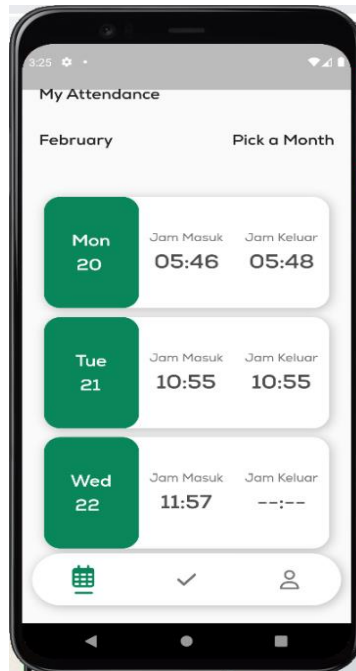 3:25
My Attendance
February Pick a Month
Mon
20
Jam Masuk Jam Keluar
05:46 05:48
Tue
21
Jam Masuk Jam Keluar
10:55 10:55
Wed
22
Jam Masuk Jam Keluar
11:57 --:--